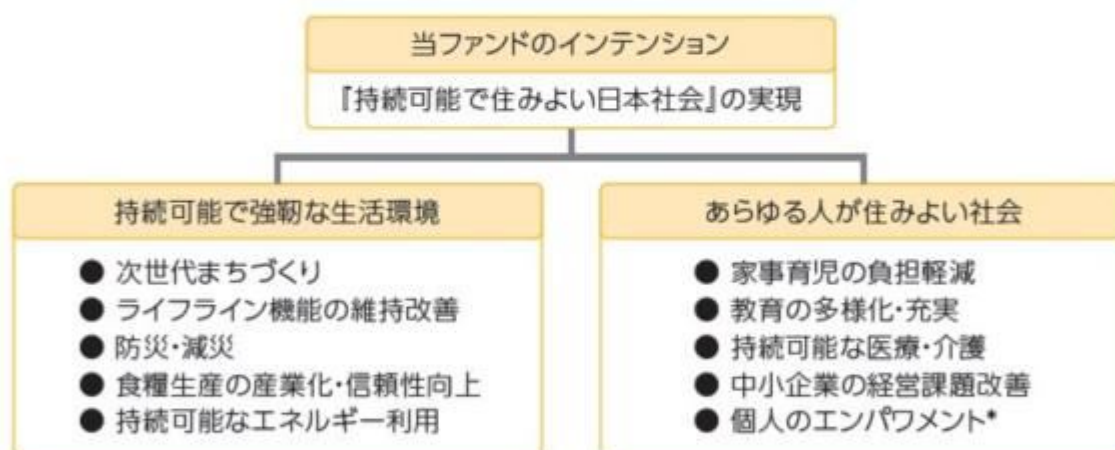 当ファンドのインテンション
『持続可能で住みよい日本社会』の実現
持続可能で強靭な生活環境
● 次世代まちづくり
● ライフライン機能の維持改善
● 防災・減災
● 食糧生産の産業化・信頼性向上
● 持続可能なエネルギー利用
あらゆる人が住みよい社会
● 家事育児の負担軽減
● 教育の多様化・充実
● 持続可能な医療・介護
● 中小企業の経営課題改善
● 個人のエンパワメント*